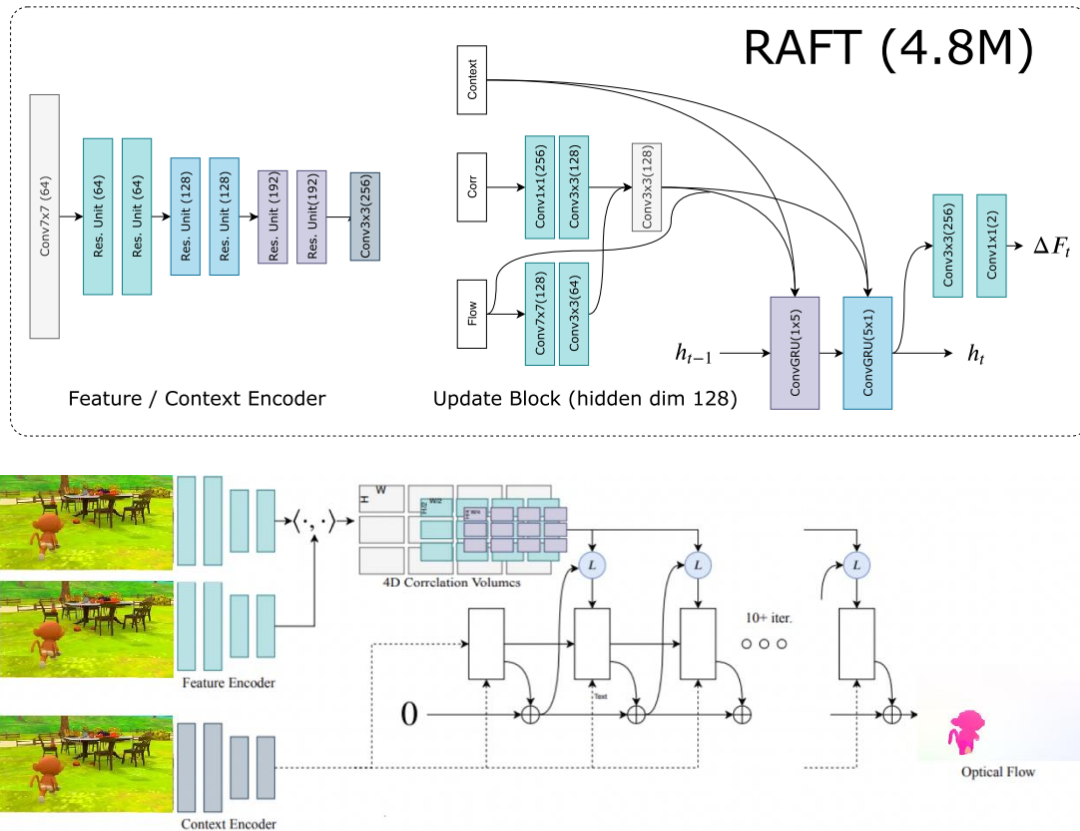 RAFT (4.8M)
Conv7x7 (64)
Res. Unit (64)
Res. Unit (64)
Res. Unit (128)
Res. Unit (128)
Res. Unit (192)
Res. Unit(192)
Conv3x3(256)
Feature / Context Encoder
Context
Corr
Conv1x1(256)
Conv3x3(128)
Conv3x3(128)
Flow
Conv7x7(128)
Conv3x3(64)
h_{t-1}
ConvGRU(1x5)
ConvGRU(5x1)
h_t
Conv3x3(256)
Conv1x1(2)
ΔF_t
Update Block (hidden dim 128)
⟨·,·⟩
H
W
H/2
W/2
4D Correlation Volumes
L
L
L
10+ iter.
Feature Encoder
Text
0
Optical Flow
Context Encoder